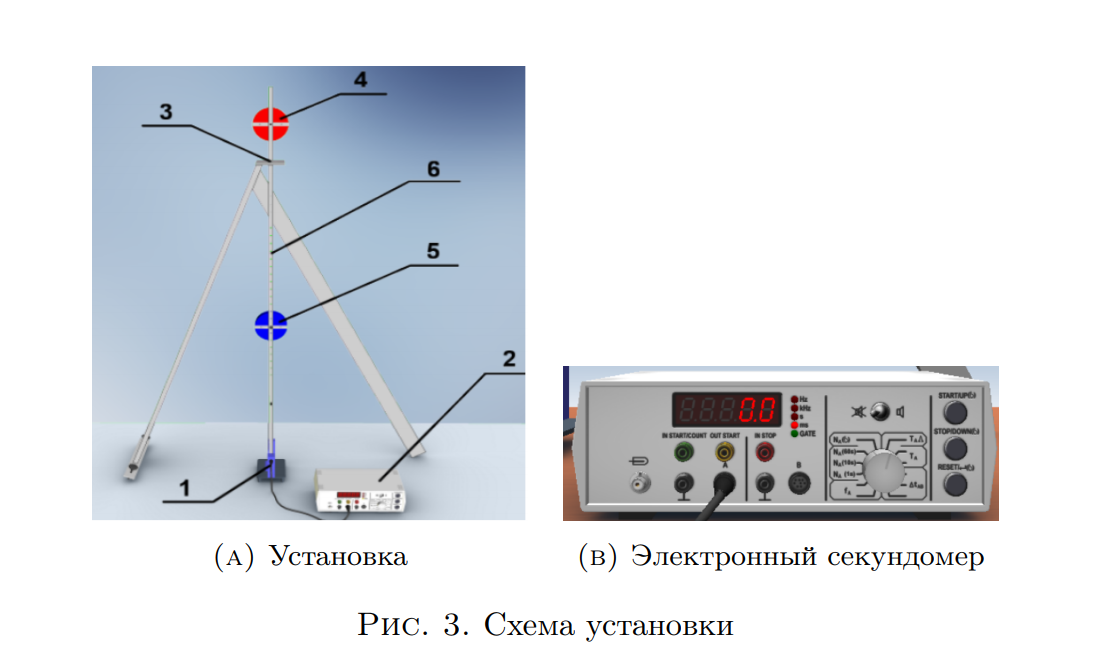 4
3
6
5
2
1
0.0
Hz
kHz
s
ms
GATE
IN START/COUNT OUT START IN STOP
A
B
START/UP
STOP/DOWN
RESET
(А) Установка
(В) Электронный секундомер
Рис. 3. Схема установки